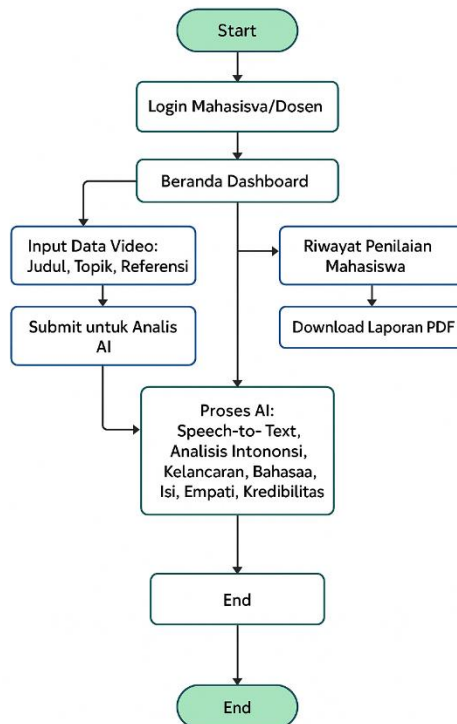 Start
Login Mahasisva/Dosen
Beranda Dashboard
Input Data Video:
Judul, Topik, Referensi
Riwayat Penilaian
Mahasiswa
Submit untuk Analis
AI
Download Laporan PDF
Proses AI:
Speech-to- Text,
Analisis Intononsi,
Kelancaran, Bahasaa,
Isi, Empati, Kredibilitas
End
End